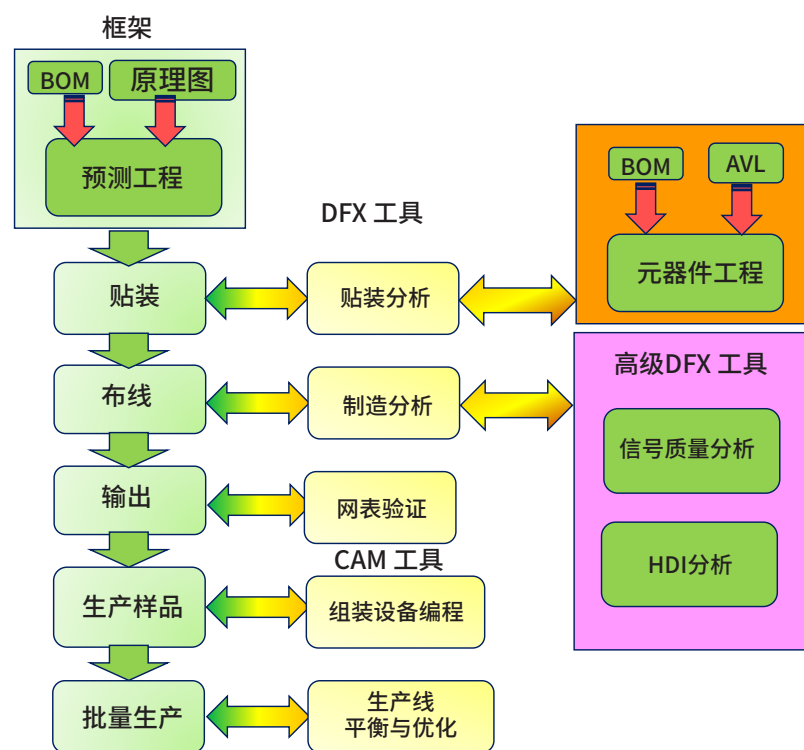 框架
BOM
原理图
预测工程
DFX 工具
BOM
AVL
元器件工程
贴装
贴装分析
高级DFX 工具
布线
制造分析
信号质量分析
输出
网表验证
CAM 工具
HDI分析
生产样品
组装设备编程
批量生产
生产线
平衡与优化